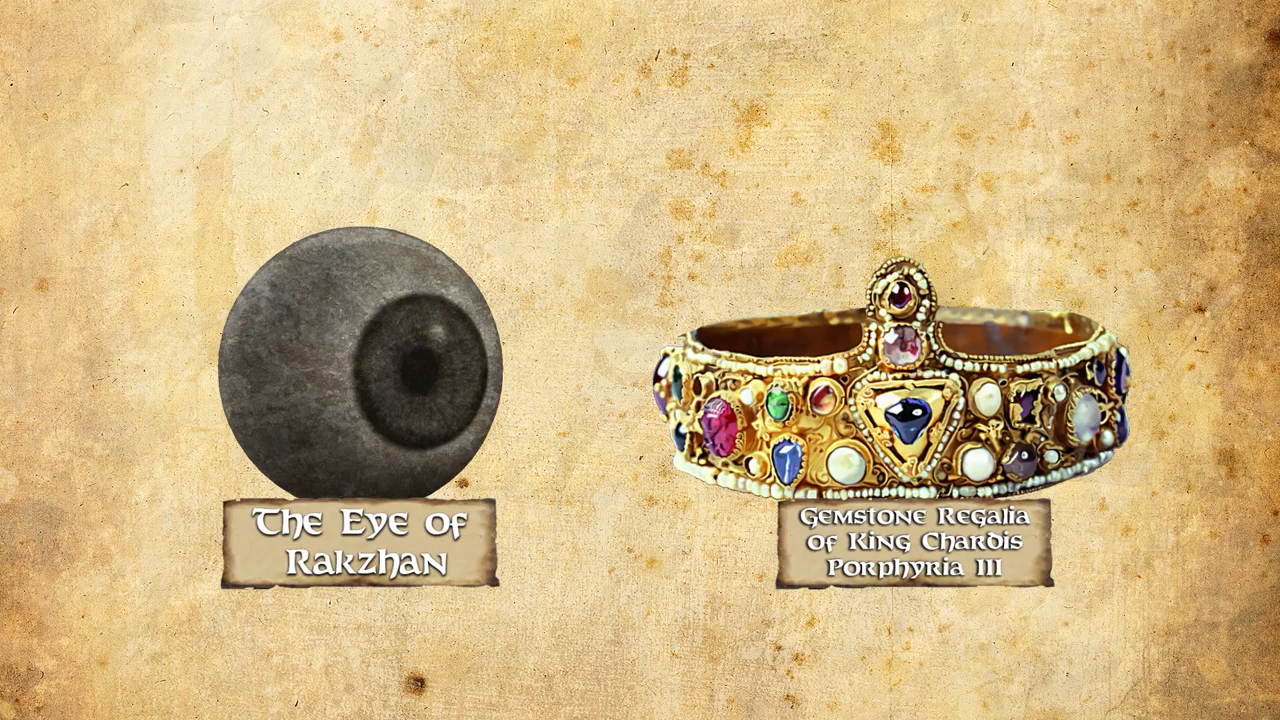 The Eye of
Rakzhan
Gemstone Regalia
of King Chardis
Porphyria III